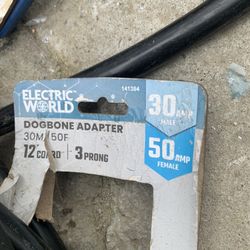 ELECTRIC
WORLD
141384
DOGBONE ADAPTER
30M/50F
12" CORD | 3 PRONG
30 AMP
MALE
50 AMP
FEMALE